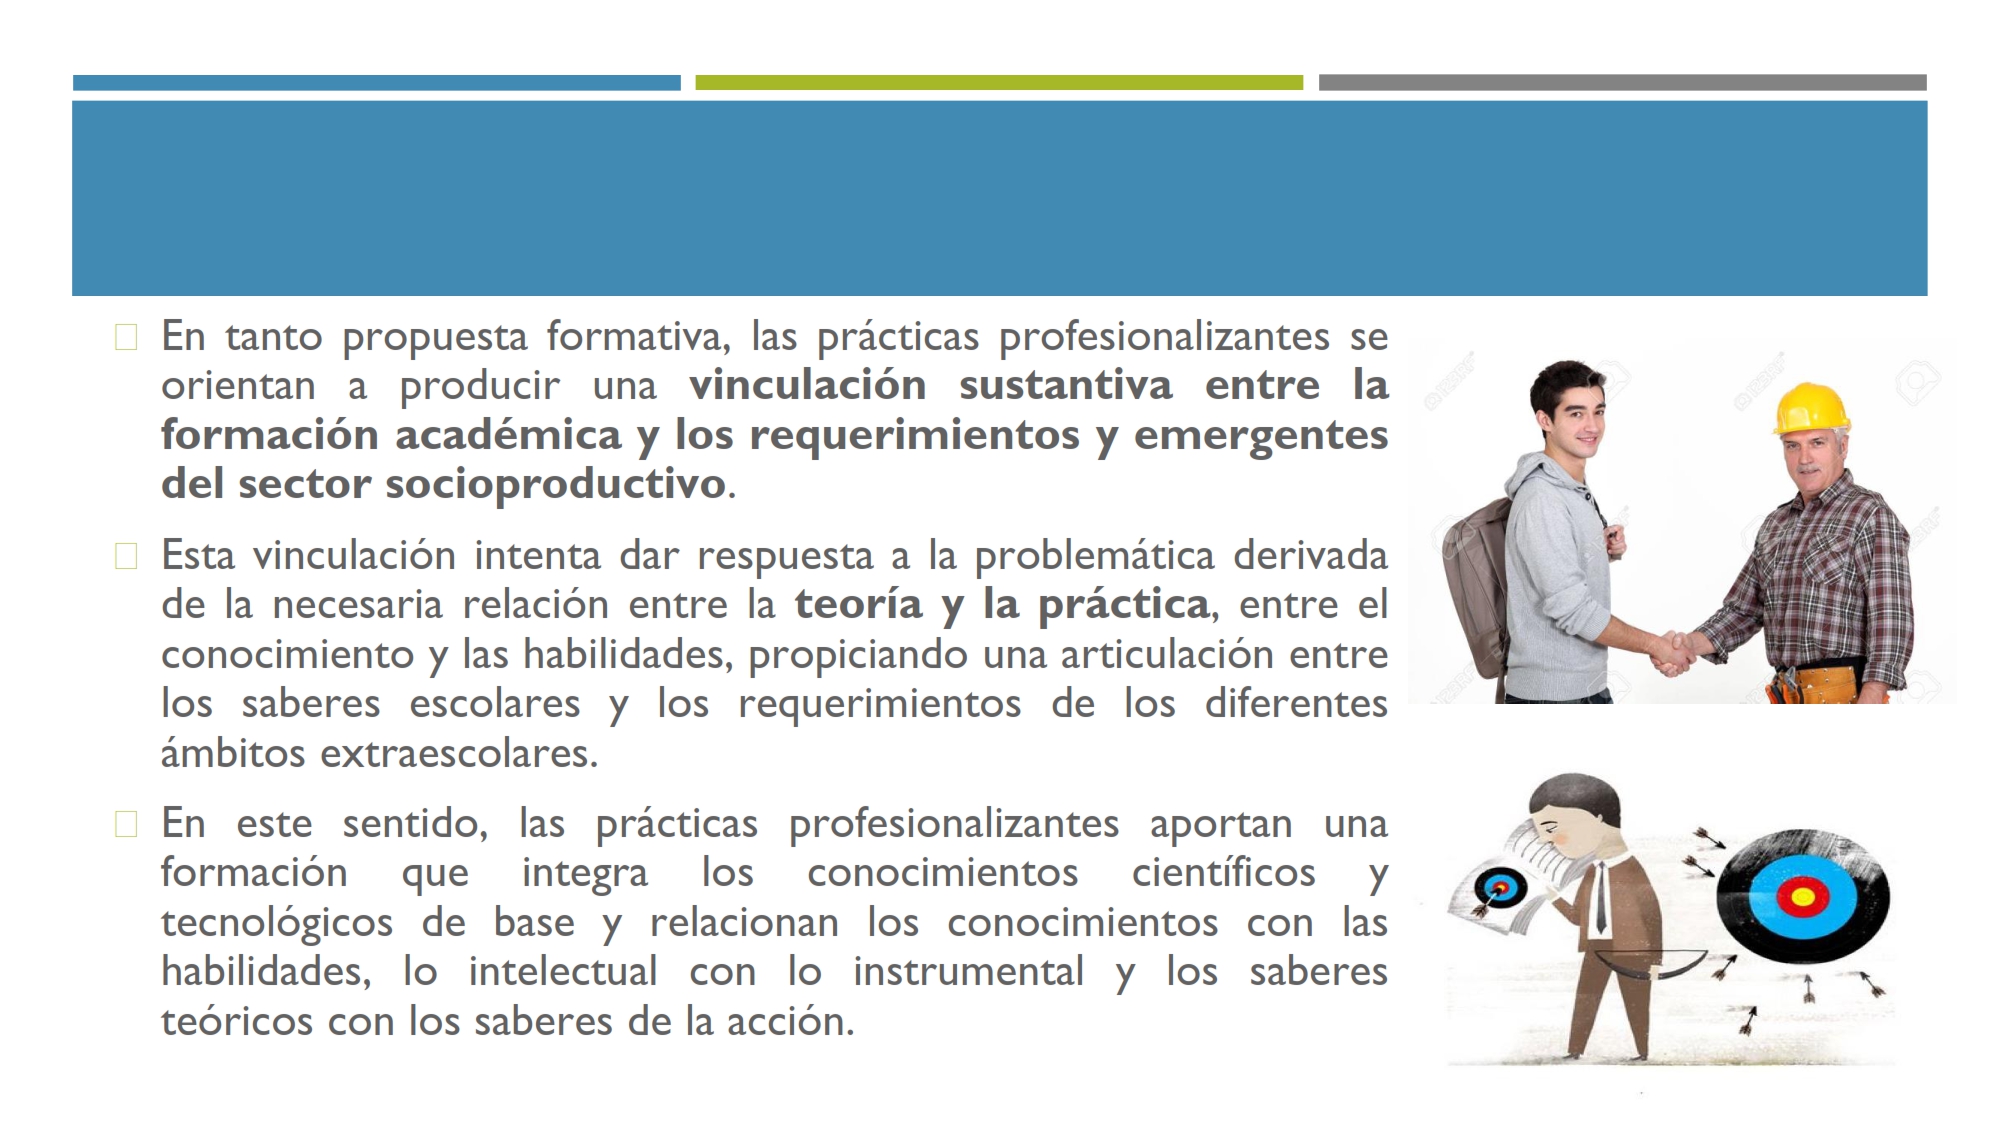 En tanto propuesta formativa, las prácticas profesionalizantes se
orientan a producir una vinculación sustantiva entre la
formación académica y los requerimientos y emergentes
del sector socioproductivo.
Esta vinculación intenta dar respuesta a la problemática derivada
de la necesaria relación entre la teoría y la práctica, entre el
conocimiento y las habilidades, propiciando una articulación entre
los saberes escolares y los requerimientos de los diferentes
ámbitos extraescolares.
En este sentido, las prácticas profesionalizantes aportan una
formación que integra los conocimientos científicos y
tecnológicos de base y relacionan los conocimientos con las
habilidades, lo intelectual con lo instrumental y los saberes
teóricos con los saberes de la acción.